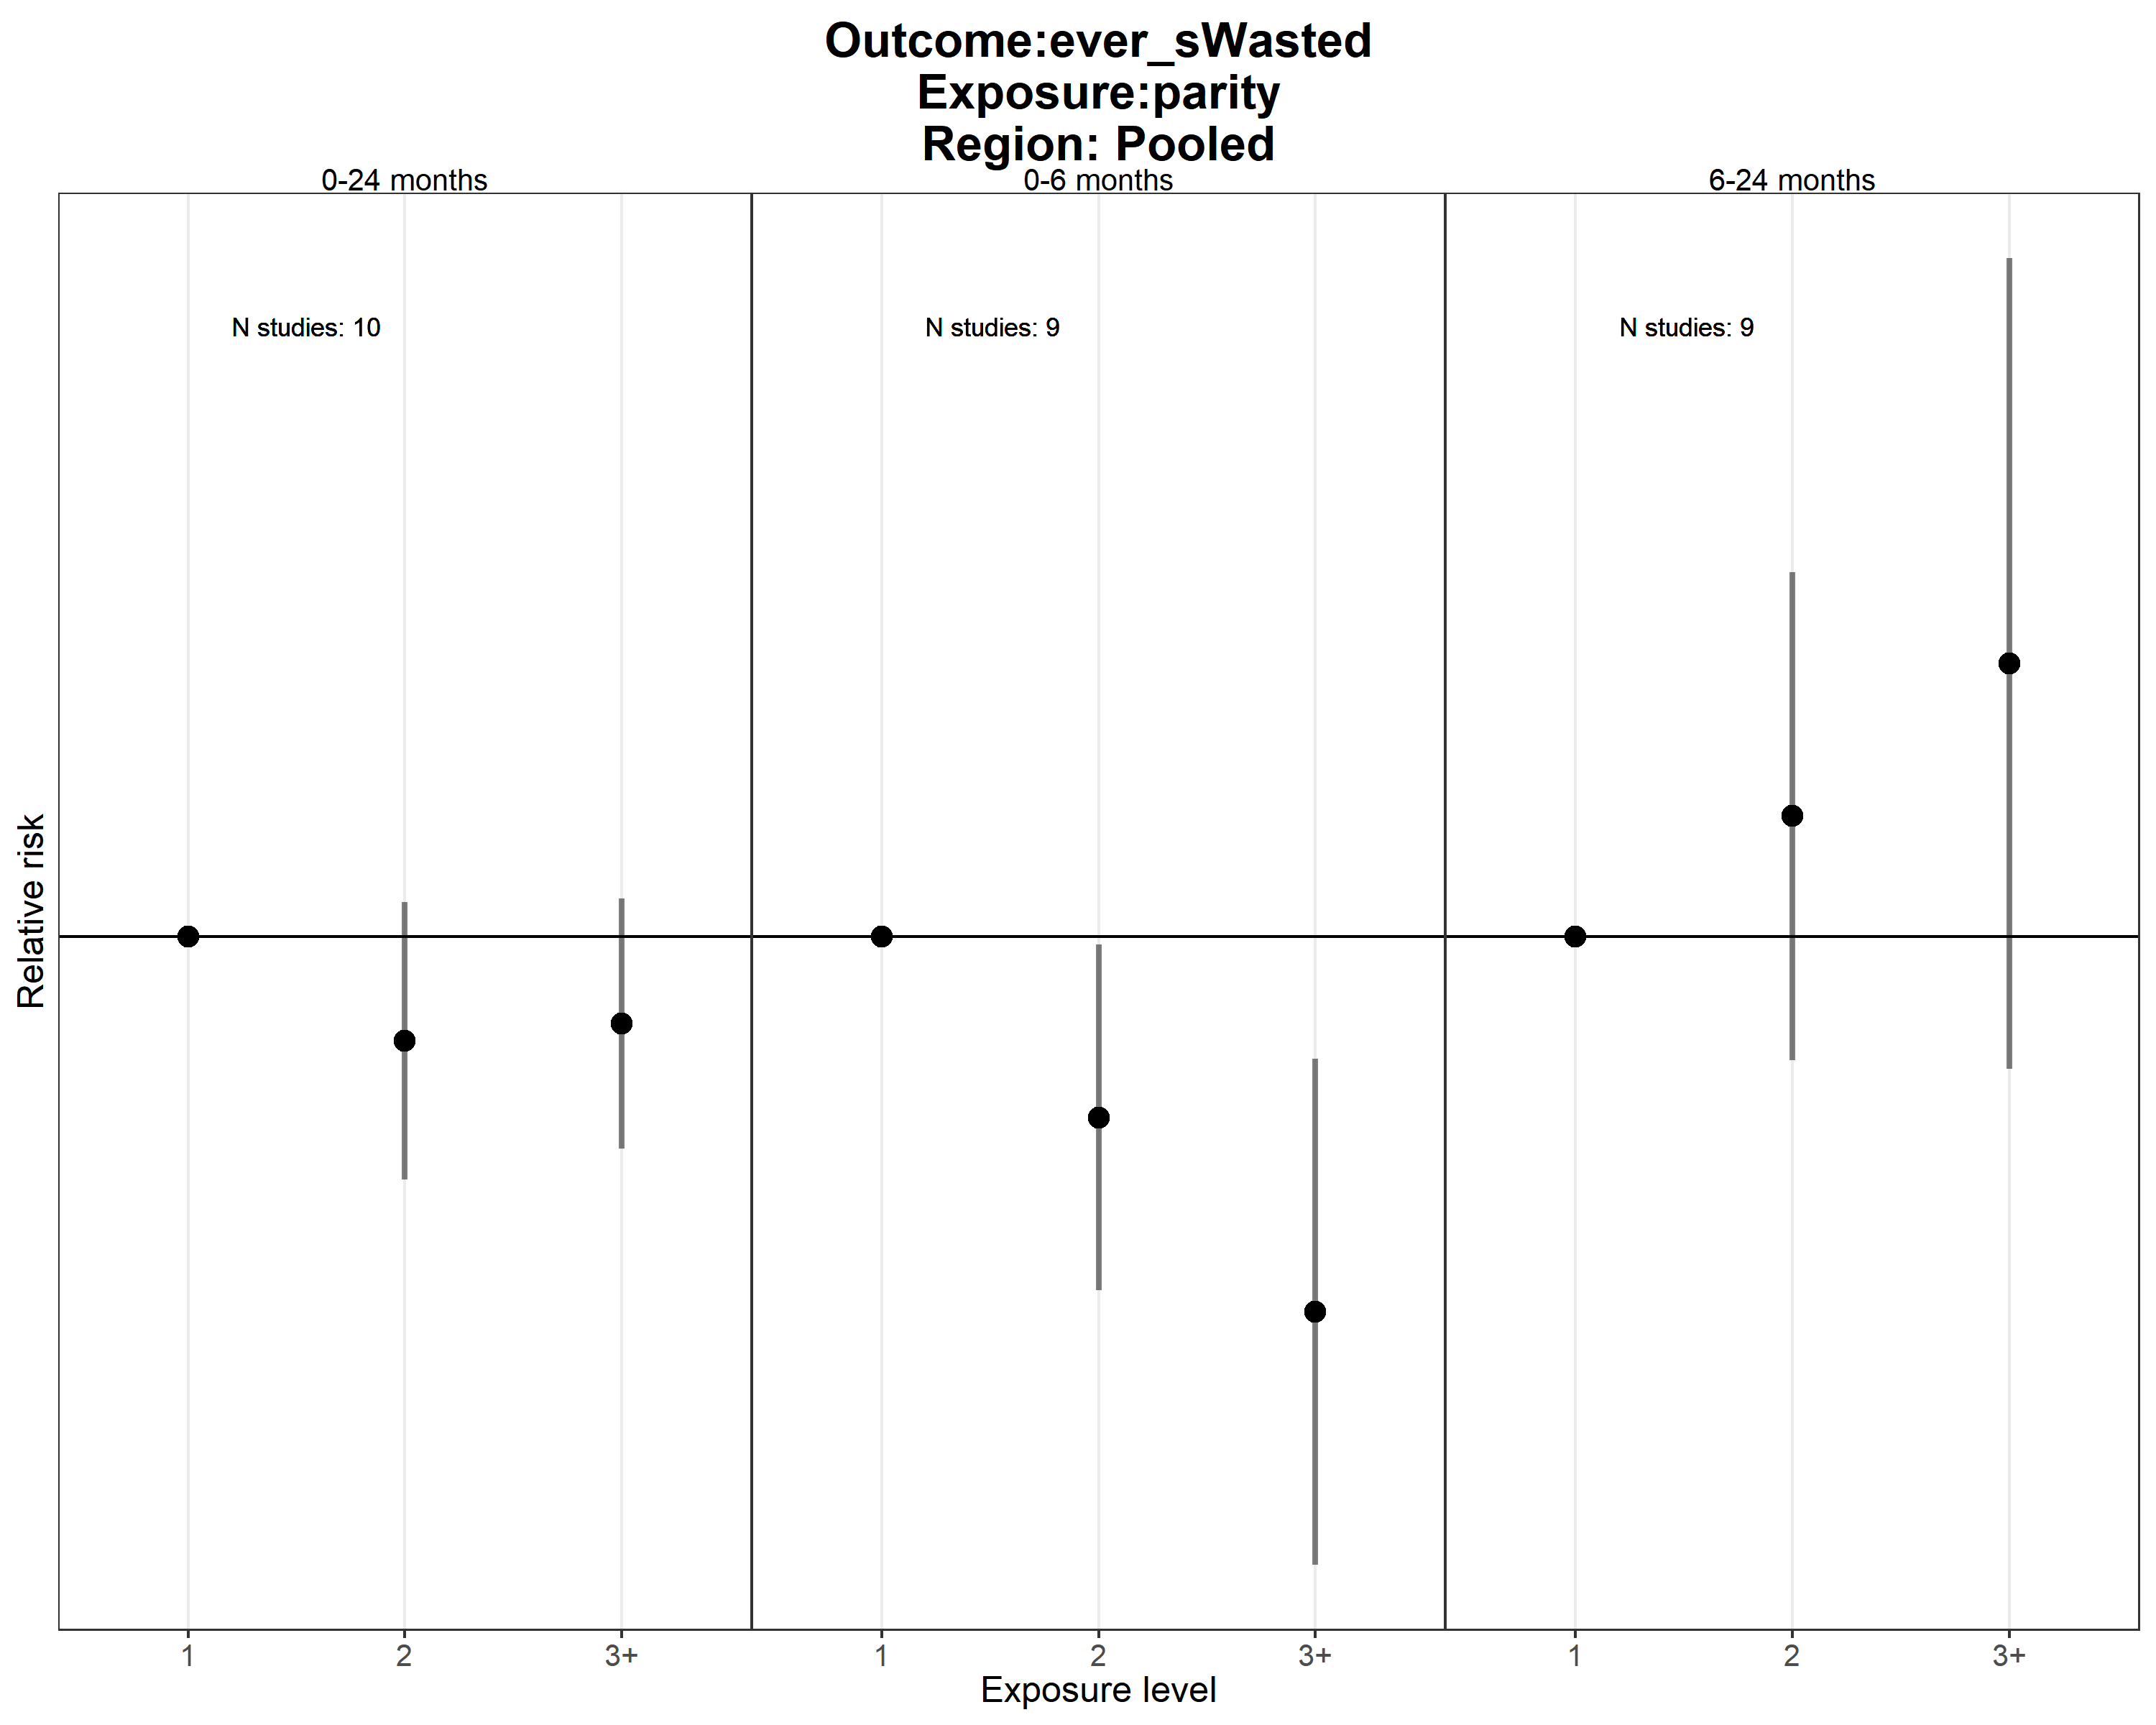 Outcome:ever_sWasted
Exposure:parity
Region: Pooled
0-24 months
0-6 months
6-24 months
N studies: 10
N studies: 9
N studies: 9
Relative risk
1
2
3+
1
2
3+
1
2
3+
Exposure level